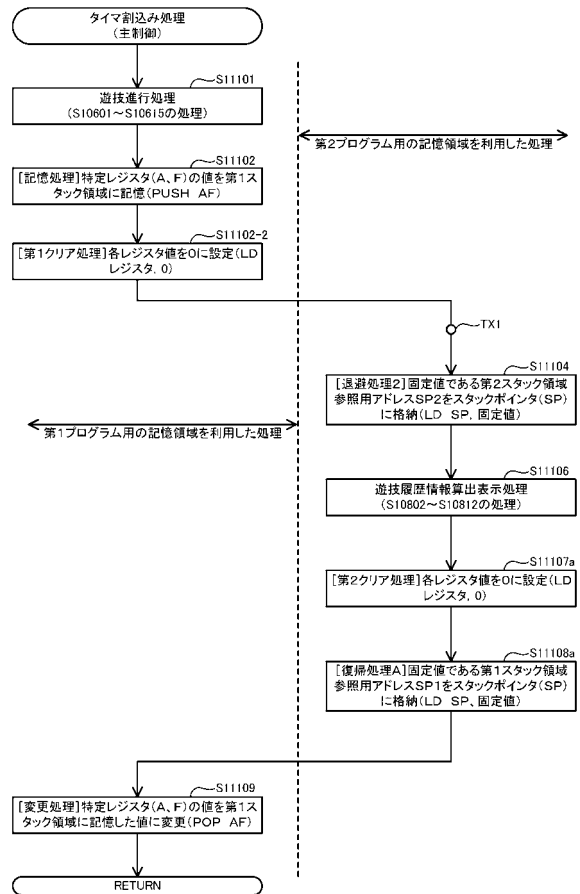 タイマ割込み処理
(主制御)
S11101
遊技進行処理
(S10601～S10615の処理)
第2プログラム用の記憶領域を利用した処理
S11102
[記憶処理]特定レジスタ(A、F)の値を第1ス
タック領域に記憶(PUSH AF)
S11102-2
[第1クリア処理]各レジスタ値を0に設定(LD
レジスタ, 0)
TX1
S11104
[退避処理2]固定値である第2スタック領域
参照用アドレスSP2をスタックポインタ(SP)
に格納(LD SP, 固定値)
第1プログラム用の記憶領域を利用した処理
S11106
遊技履歴情報算出表示処理
(S10802～S10812の処理)
S11107a
[第2クリア処理]各レジスタ値を0に設定(LD
レジスタ, 0)
S11108a
[復帰処理A]固定値である第1スタック領域
参照用アドレスSP1をスタックポインタ(SP)
に格納(LD SP、固定値)
S11109
[変更処理]特定レジスタ(A、F)の値を第1ス
タック領域に記憶した値に変更(POP AF)
RETURN